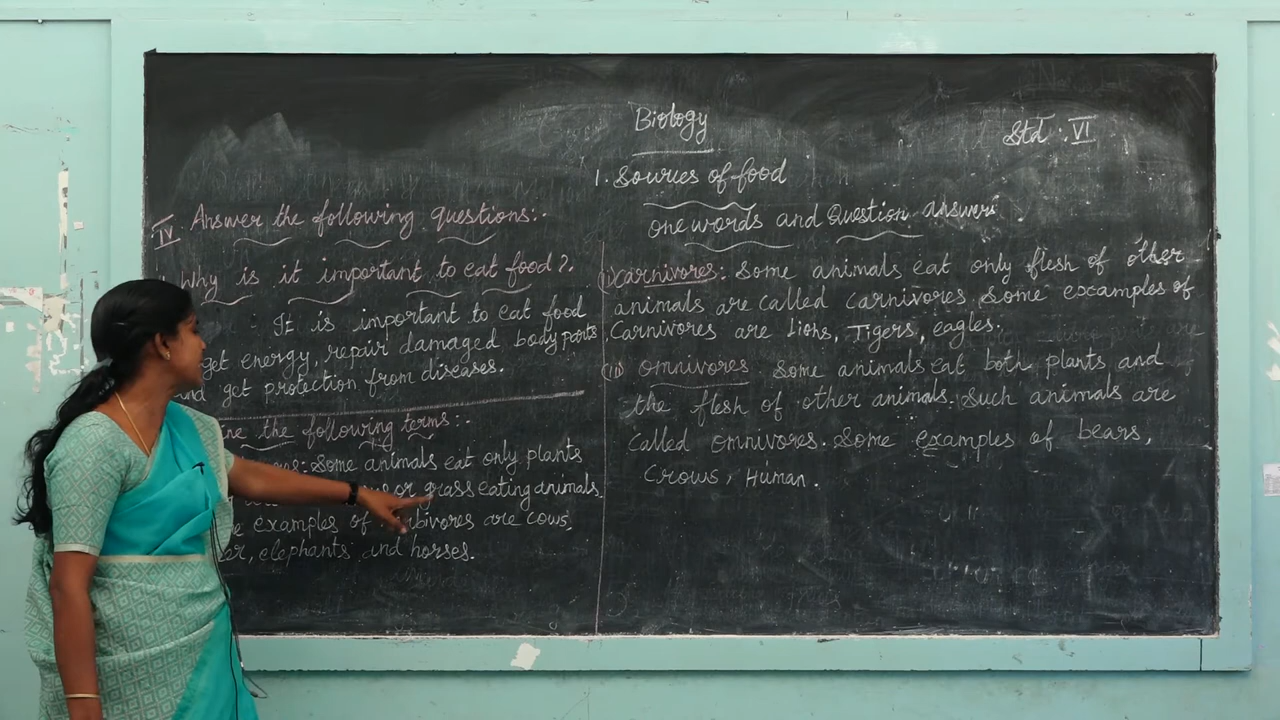 Biology
Std : VI
1. Sources of food
one words and Question answers.
IV Answer the following questions:.
Why is it important to eat food?.
It is important to eat food
get energy, repair damaged body parts
and get protection from diseases.
the following terms:.
Some animals eat only plants
or grass eating animals.
examples of are cows,
elephants and horses.
Carnivores: Some animals eat only flesh of other
animals are called carnivores. Some examples of
Carnivores are Lions, Tigers, eagles.
(iii) Omnivores Some animals eat both plants and
the flesh of other animals. Such animals are
called omnivores. Some examples of bears,
Crows, Human.